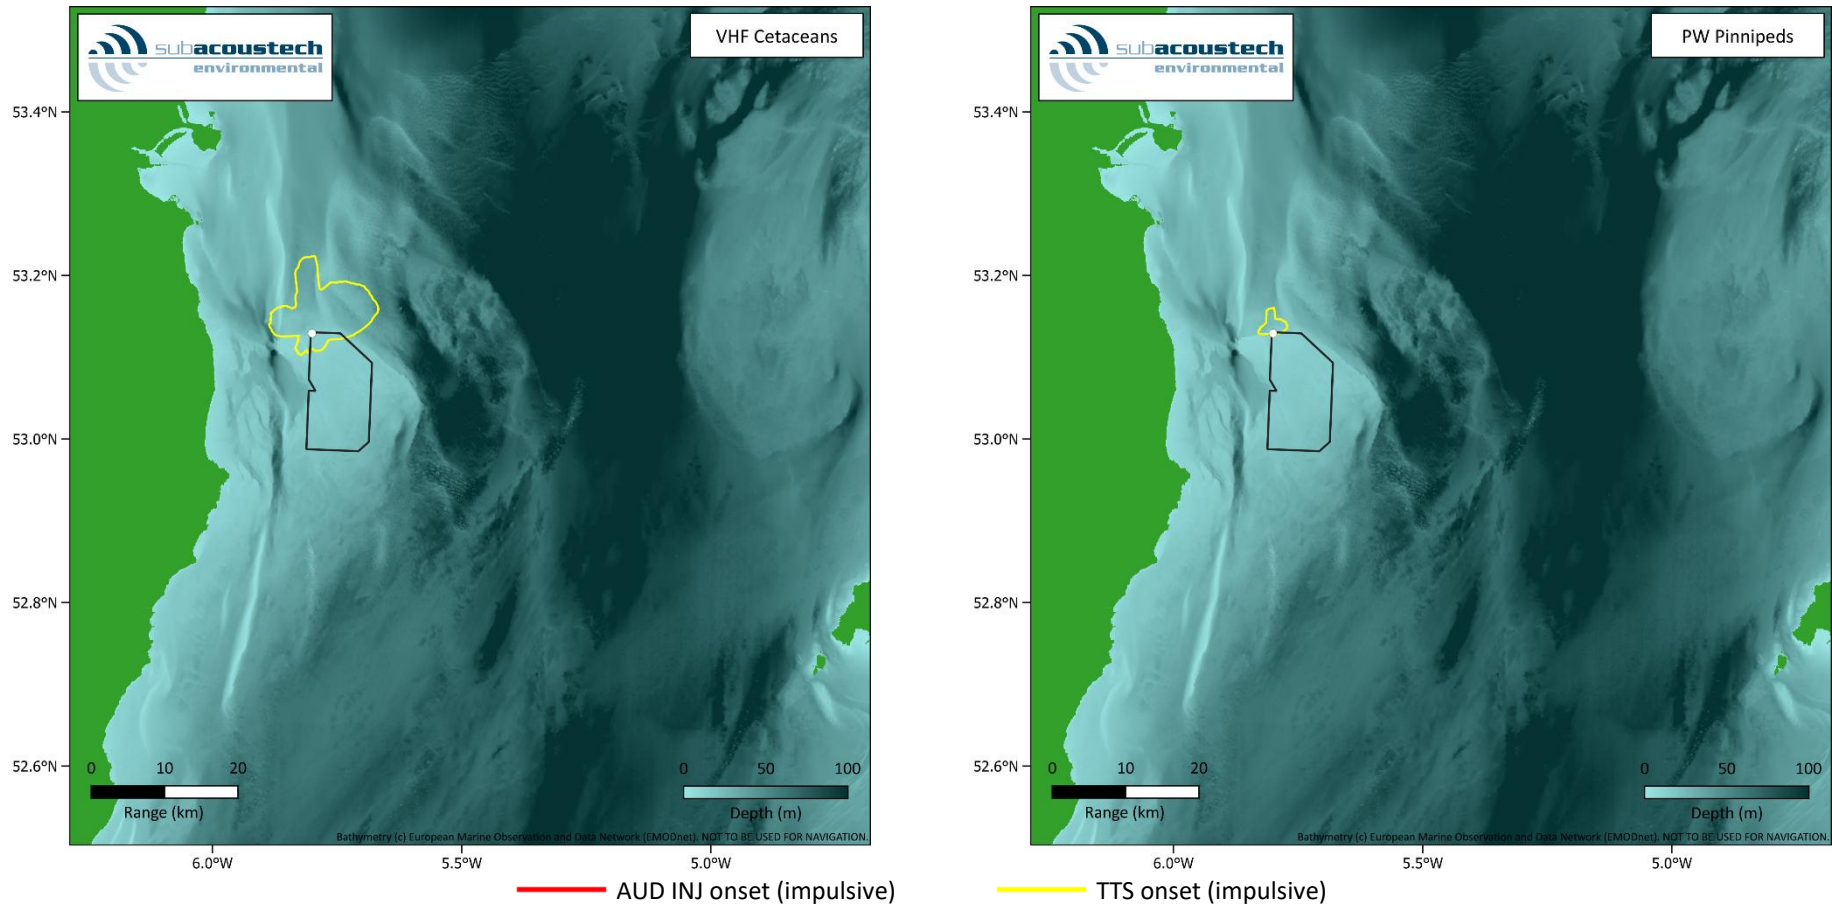 subacoustech
environmental
VHF Cetaceans
53.4°N
53.2°N
53.0°N
52.8°N
52.6°N
0 10 20
Range (km)
0 50 100
Depth (m)
Bathymetry (c) European Marine Observation and Data Network (EMODnet). NOT TO BE USED FOR NAVIGATION.
6.0°W 5.5°W 5.0°W
subacoustech
environmental
PW Pinnipeds
53.4°N
53.2°N
53.0°N
52.8°N
52.6°N
0 10 20
Range (km)
0 50 100
Depth (m)
Bathymetry (c) European Marine Observation and Data Network (EMODnet). NOT TO BE USED FOR NAVIGATION.
6.0°W 5.5°W 5.0°W
AUD INJ onset (impulsive) TTS onset (impulsive)